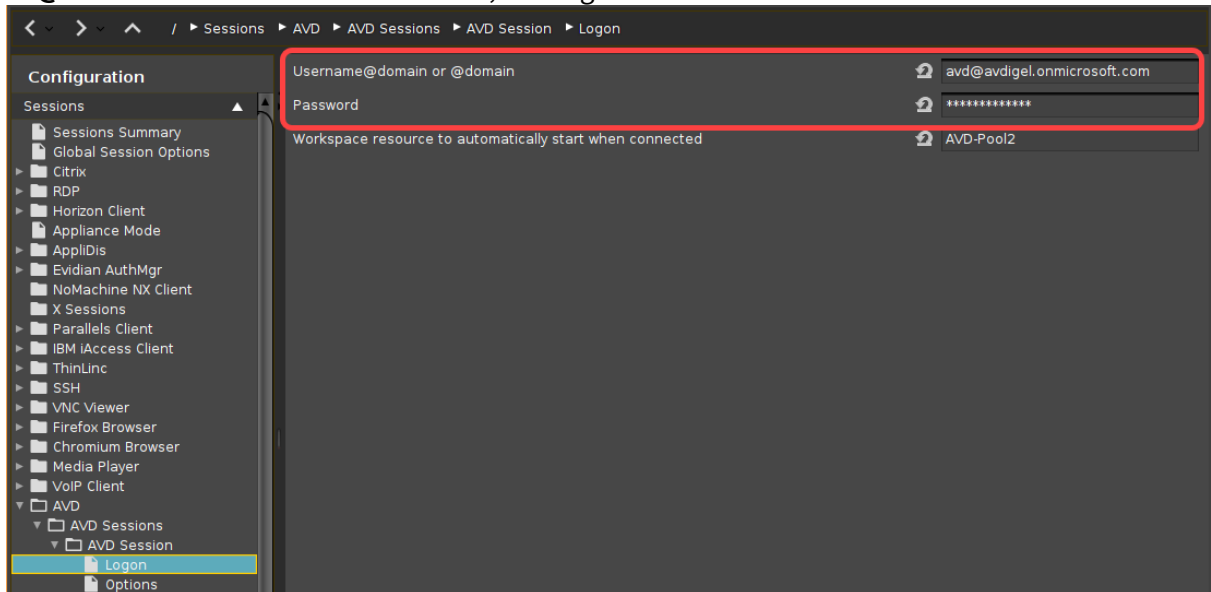 / Sessions AVD AVD Sessions AVD Session Logon
Configuration
Sessions
Sessions Summary
Global Session Options
Citrix
RDP
Horizon Client
Appliance Mode
AppliDis
Evidian AuthMgr
NoMachine NX Client
X Sessions
Parallels Client
IBM iAccess Client
ThinLinc
SSH
VNC Viewer
Firefox Browser
Chromium Browser
Media Player
VoIP Client
AVD
AVD Sessions
AVD Session
Logon
Options
Username@domain or @domain avd@avdigel.onmicrosoft.com
Password *************
Workspace resource to automatically start when connected AVD-Pool2